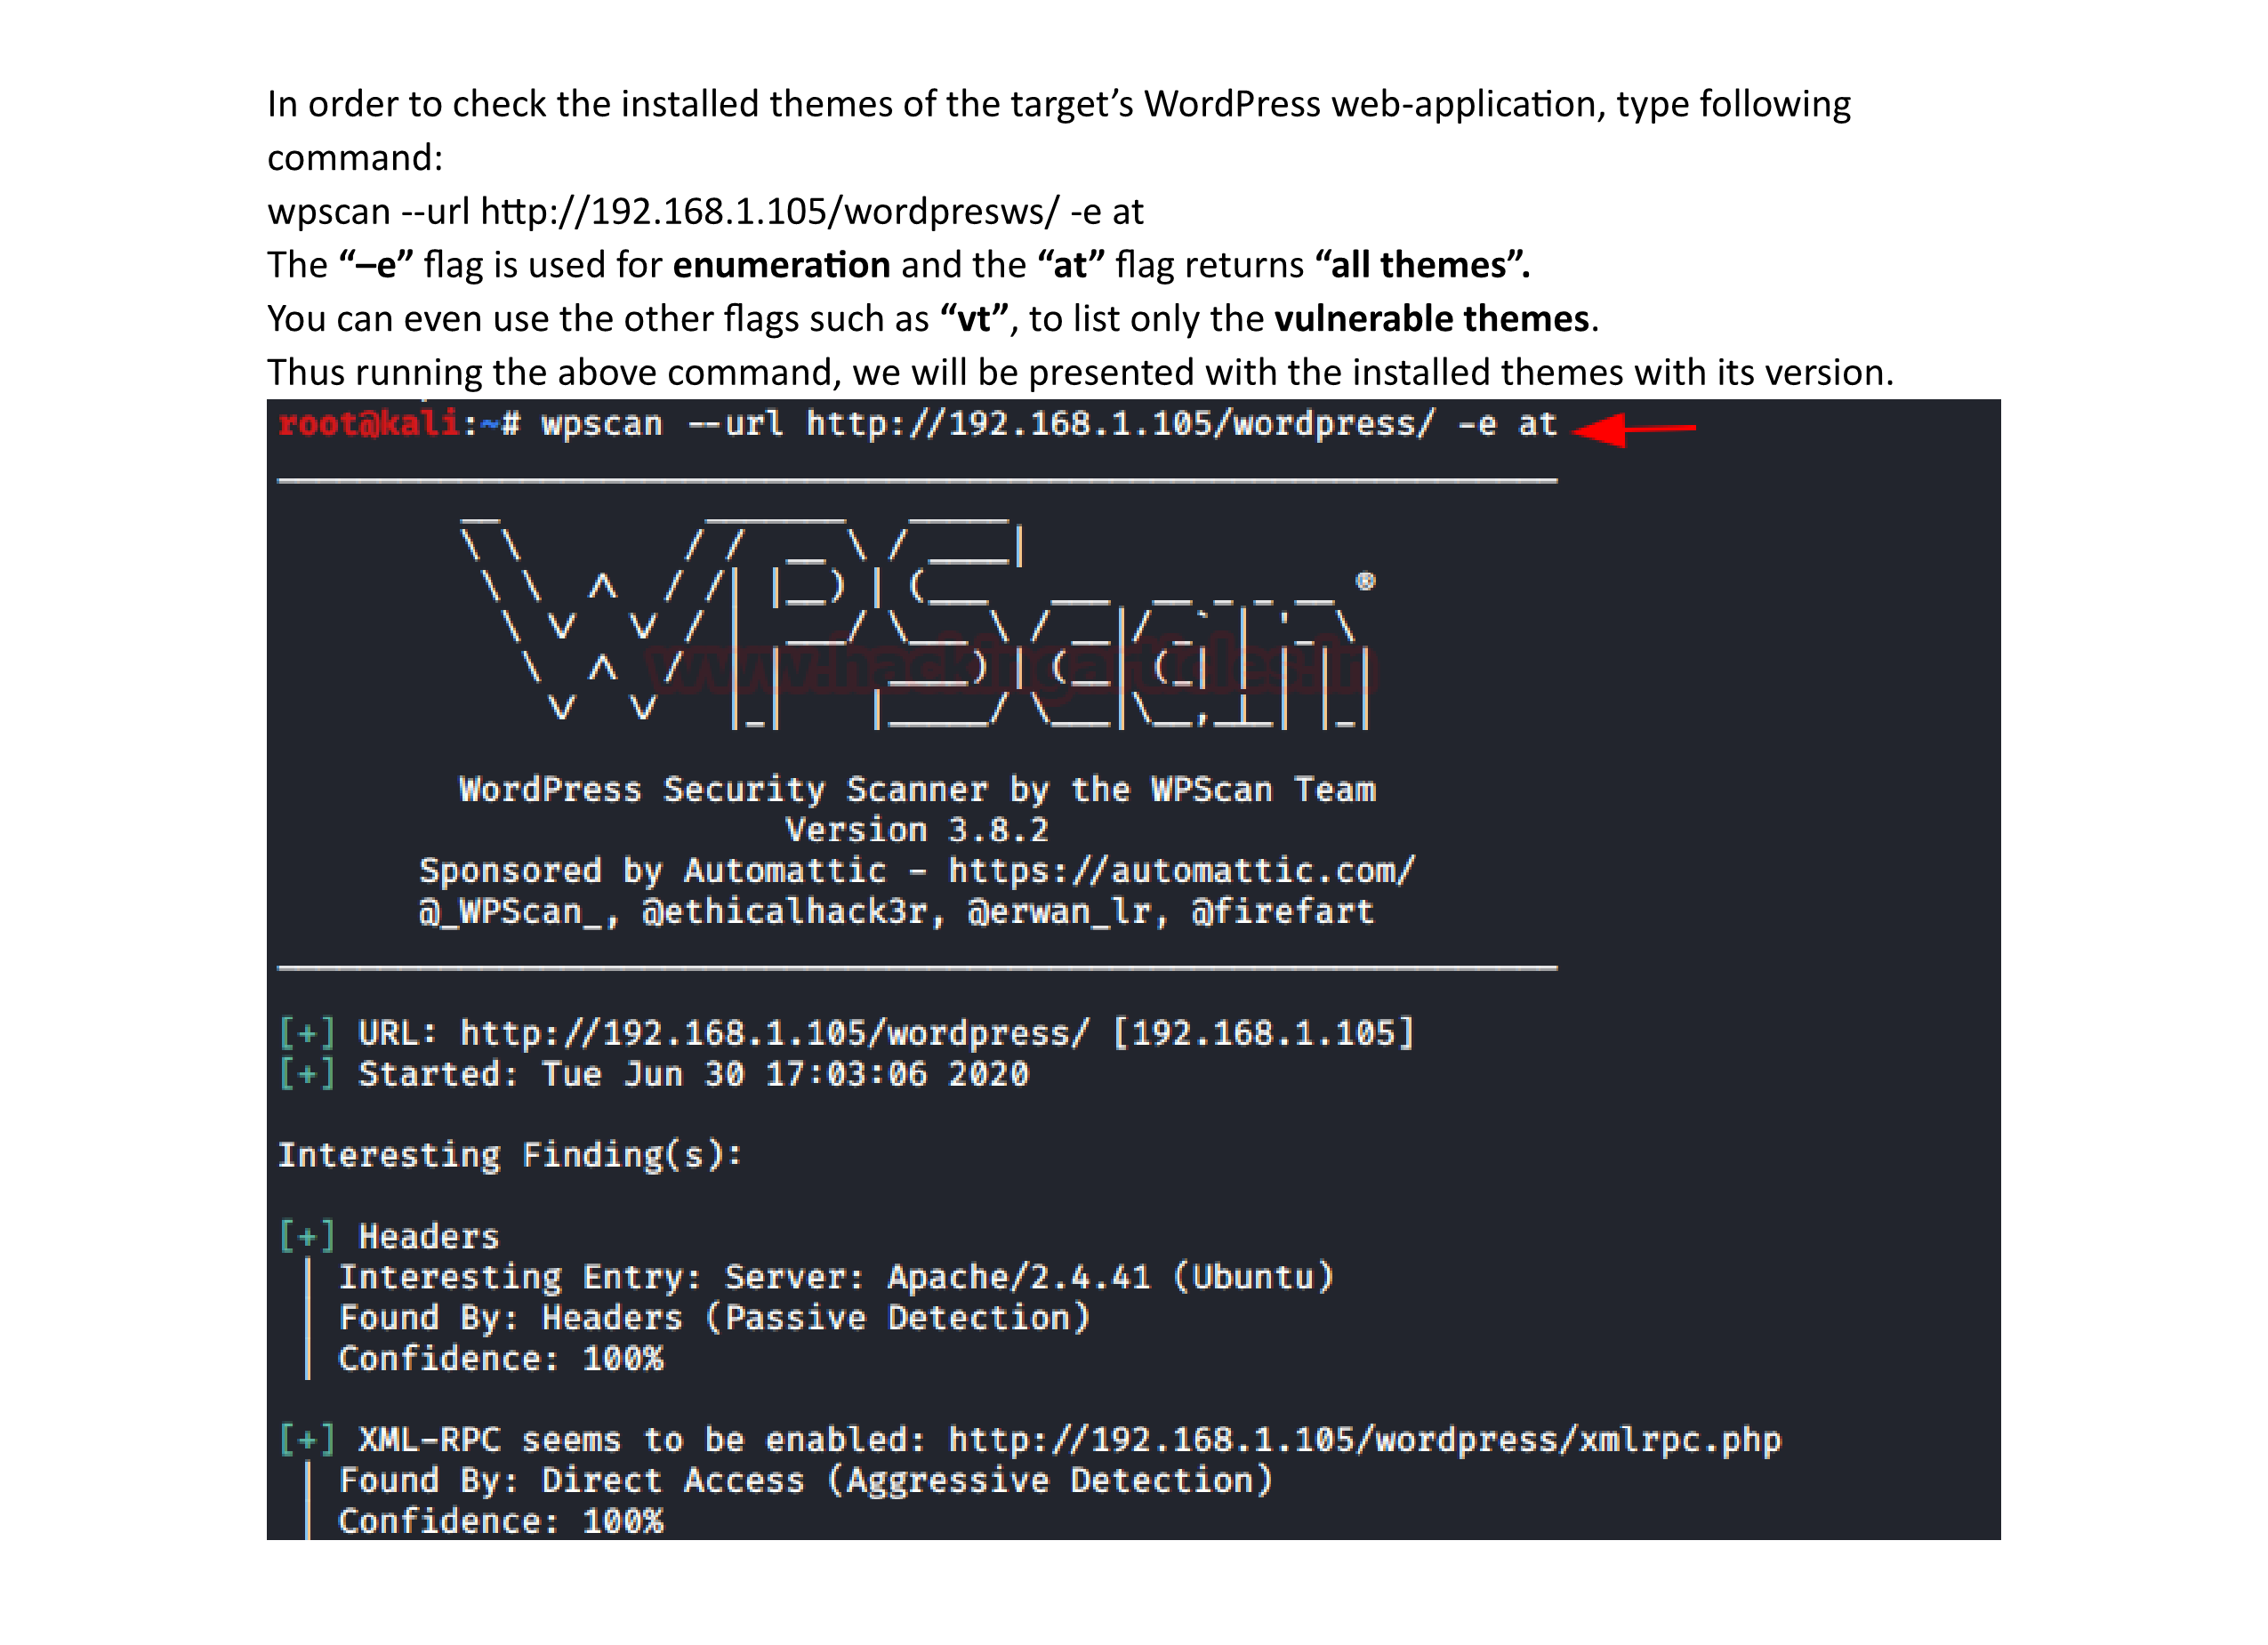 In order to check the installed themes of the target’s WordPress web-application, type following
command:
wpscan --url http://192.168.1.105/wordpresws/ -e at
The “–e” flag is used for enumeration and the “at” flag returns “all themes”.
You can even use the other flags such as “vt”, to list only the vulnerable themes.
Thus running the above command, we will be presented with the installed themes with its version.
root@kali:~# wpscan --url http://192.168.1.105/wordpress/ -e at
WPScan®
www.hackingarticles.in
WordPress Security Scanner by the WPScan Team
Version 3.8.2
Sponsored by Automattic - https://automattic.com/
@_WPScan_, @ethicalhack3r, @erwan_lr, @firefart
[+] URL: http://192.168.1.105/wordpress/ [192.168.1.105]
[+] Started: Tue Jun 30 17:03:06 2020
Interesting Finding(s):
[+] Headers
| Interesting Entry: Server: Apache/2.4.41 (Ubuntu)
| Found By: Headers (Passive Detection)
| Confidence: 100%
[+] XML-RPC seems to be enabled: http://192.168.1.105/wordpress/xmlrpc.php
| Found By: Direct Access (Aggressive Detection)
| Confidence: 100%